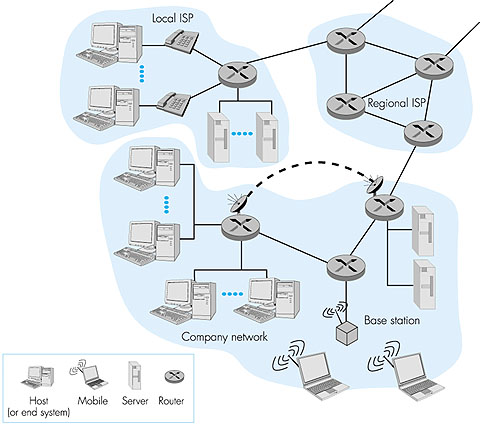 Local ISP
Regional ISP
Company network
Base station
Host
(or end system)
Mobile
Server
Router